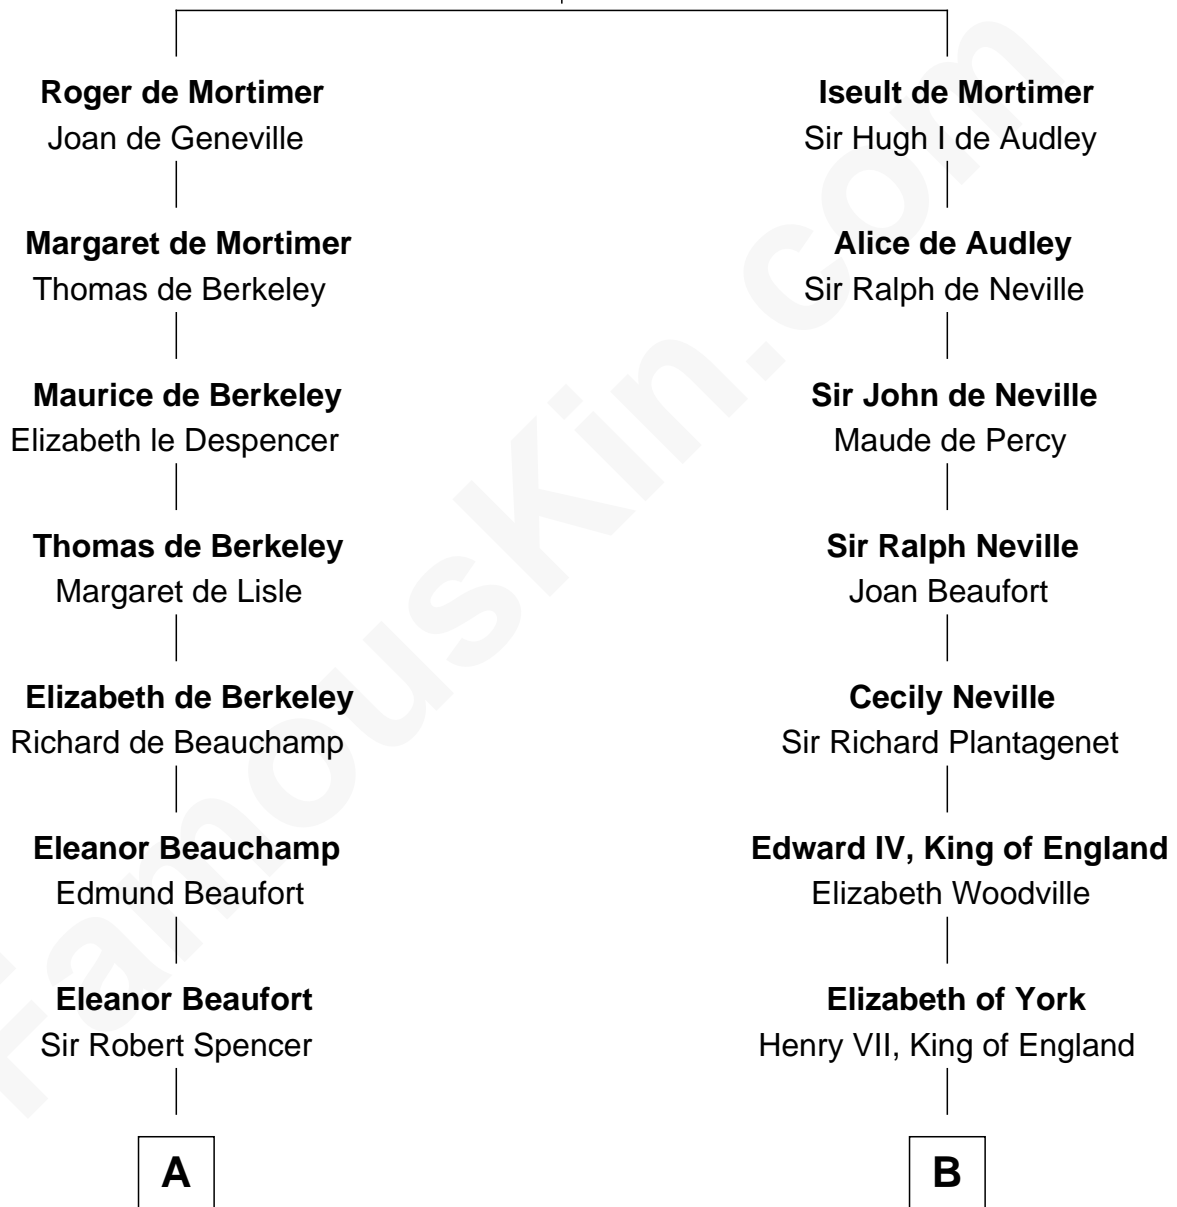 Roger de Mortimer
Joan de Geneville
Margaret de Mortimer
Thomas de Berkeley
Maurice de Berkeley
Elizabeth le Despencer
Thomas de Berkeley
Margaret de Lisle
Elizabeth de Berkeley
Richard de Beauchamp
Eleanor Beauchamp
Edmund Beaufort
Eleanor Beaufort
Sir Robert Spencer
A
Iseult de Mortimer
Sir Hugh I de Audley
Alice de Audley
Sir Ralph de Neville
Sir John de Neville
Maude de Percy
Sir Ralph Neville
Joan Beaufort
Cecily Neville
Sir Richard Plantagenet
Edward IV, King of England
Elizabeth Woodville
Elizabeth of York
Henry VII, King of England
B
FamousKin.com